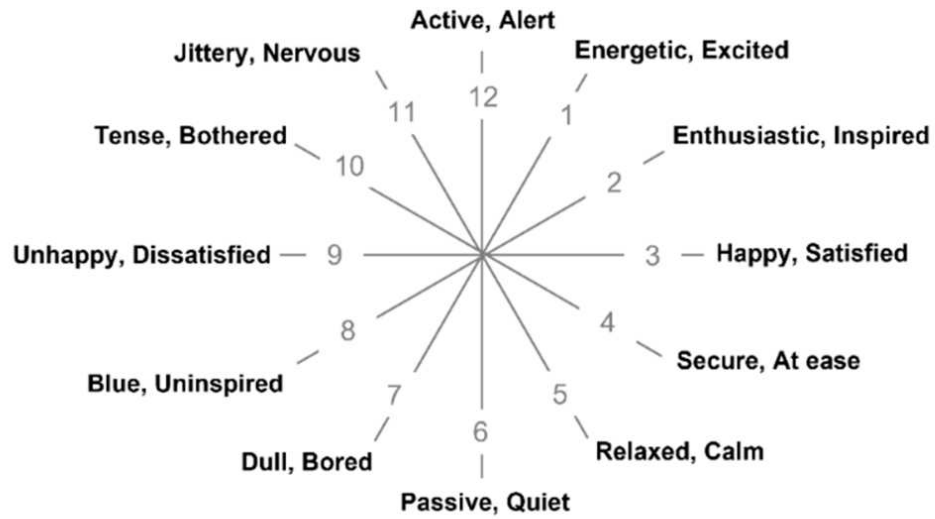 Active, Alert
Jittery, Nervous
Energetic, Excited
12
11
1
Tense, Bothered
Enthusiastic, Inspired
10
2
Unhappy, Dissatisfied
9
3
Happy, Satisfied
8
4
Blue, Uninspired
Secure, At ease
7
5
6
Dull, Bored
Relaxed, Calm
Passive, Quiet